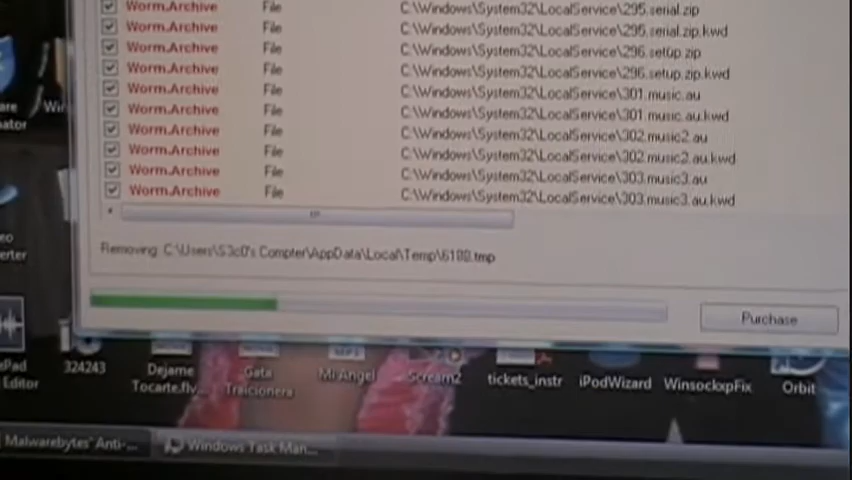 Worm.Archive File C:\Windows\System32\LocalService\295.serial.zip
Worm.Archive File C:\Windows\System32\LocalService\295.serial.zip.kwd
Worm.Archive File C:\Windows\System32\LocalService\296.setup.zip
Worm.Archive File C:\Windows\System32\LocalService\296.setup.zip.kwd
Worm.Archive File C:\Windows\System32\LocalService\301.music.au
Worm.Archive File C:\Windows\System32\LocalService\301.music.au.kwd
Worm.Archive File C:\Windows\System32\LocalService\302.music2.au
Worm.Archive File C:\Windows\System32\LocalService\302.music2.au.kwd
Worm.Archive File C:\Windows\System32\LocalService\303.music3.au
Worm.Archive File C:\Windows\System32\LocalService\303.music3.au.kwd
Removing: C:\Users\S3c0's Compter\AppData\Local\Temp\
Purchase
324243
Dejame
Tocarte.flv...
Gata
Traicionera
Mi Angel
Scream2
tickets_instr
iPodWizard
WinsockxpFix
Orbit
Editor
Malwarebytes' Anti-...
Windows Task Man...